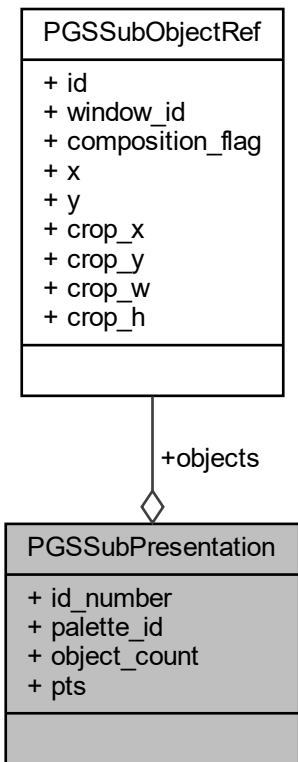 PGSSubObjectRef
+ id
+ window_id
+ composition_flag
+ x
+ y
+ crop_x
+ crop_y
+ crop_w
+ crop_h
+objects
PGSSubPresentation
+ id_number
+ palette_id
+ object_count
+ pts